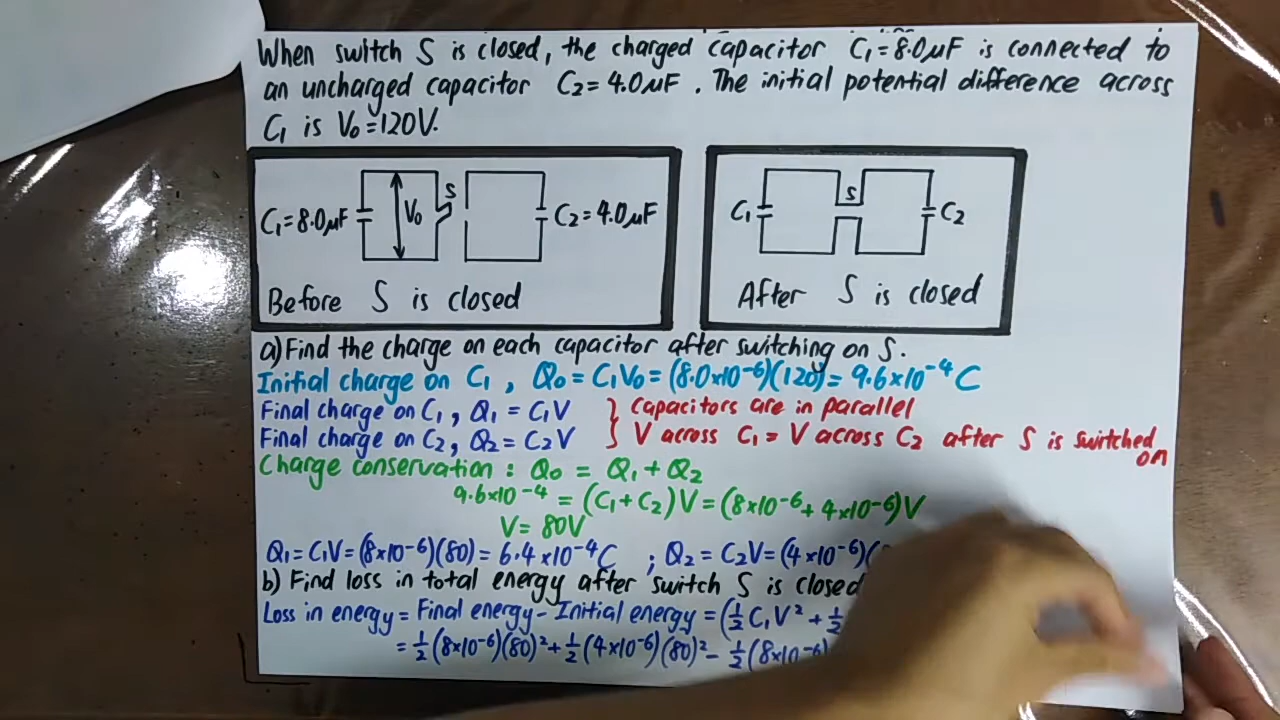 When switch S is closed, the charged capacitor C₁=8.0μF is connected to
an uncharged capacitor C₂= 4.0μF . The initial potential difference across
C₁ is V₀=120V.
C₁=8.0μF V₀ S C₂=4.0μF
Before S is closed
C₁ S C₂
After S is closed
a) Find the charge on each capacitor after switching on S.
Initial charge on C₁ , Q₀ = C₁V₀ = (8.0×10⁻⁶)(120)= 9.6×10⁻⁴ C
Final charge on C₁ , Q₁ = C₁V } Capacitors are in parallel
Final charge on C₂, Q₂ = C₂V } V across C₁ = V across C₂ after S is switched
on
Charge conservation : Q₀ = Q₁ + Q₂
9.6×10⁻⁴ = (C₁+C₂)V = (8×10⁻⁶+ 4×10⁻⁶)V
V= 80V
Q₁= C₁V= (8×10⁻⁶)(80)= 6.4×10⁻⁴C ; Q₂ = C₂V=(4×10⁻⁶)(
b) Find loss in total energy after switch S is closed
Loss in energy = Final energy - Initial energy = (½C₁V² + ½
= ½(8×10⁻⁶)(80)²+½(4×10⁻⁶)(80)²- ½(8×10⁻⁶)